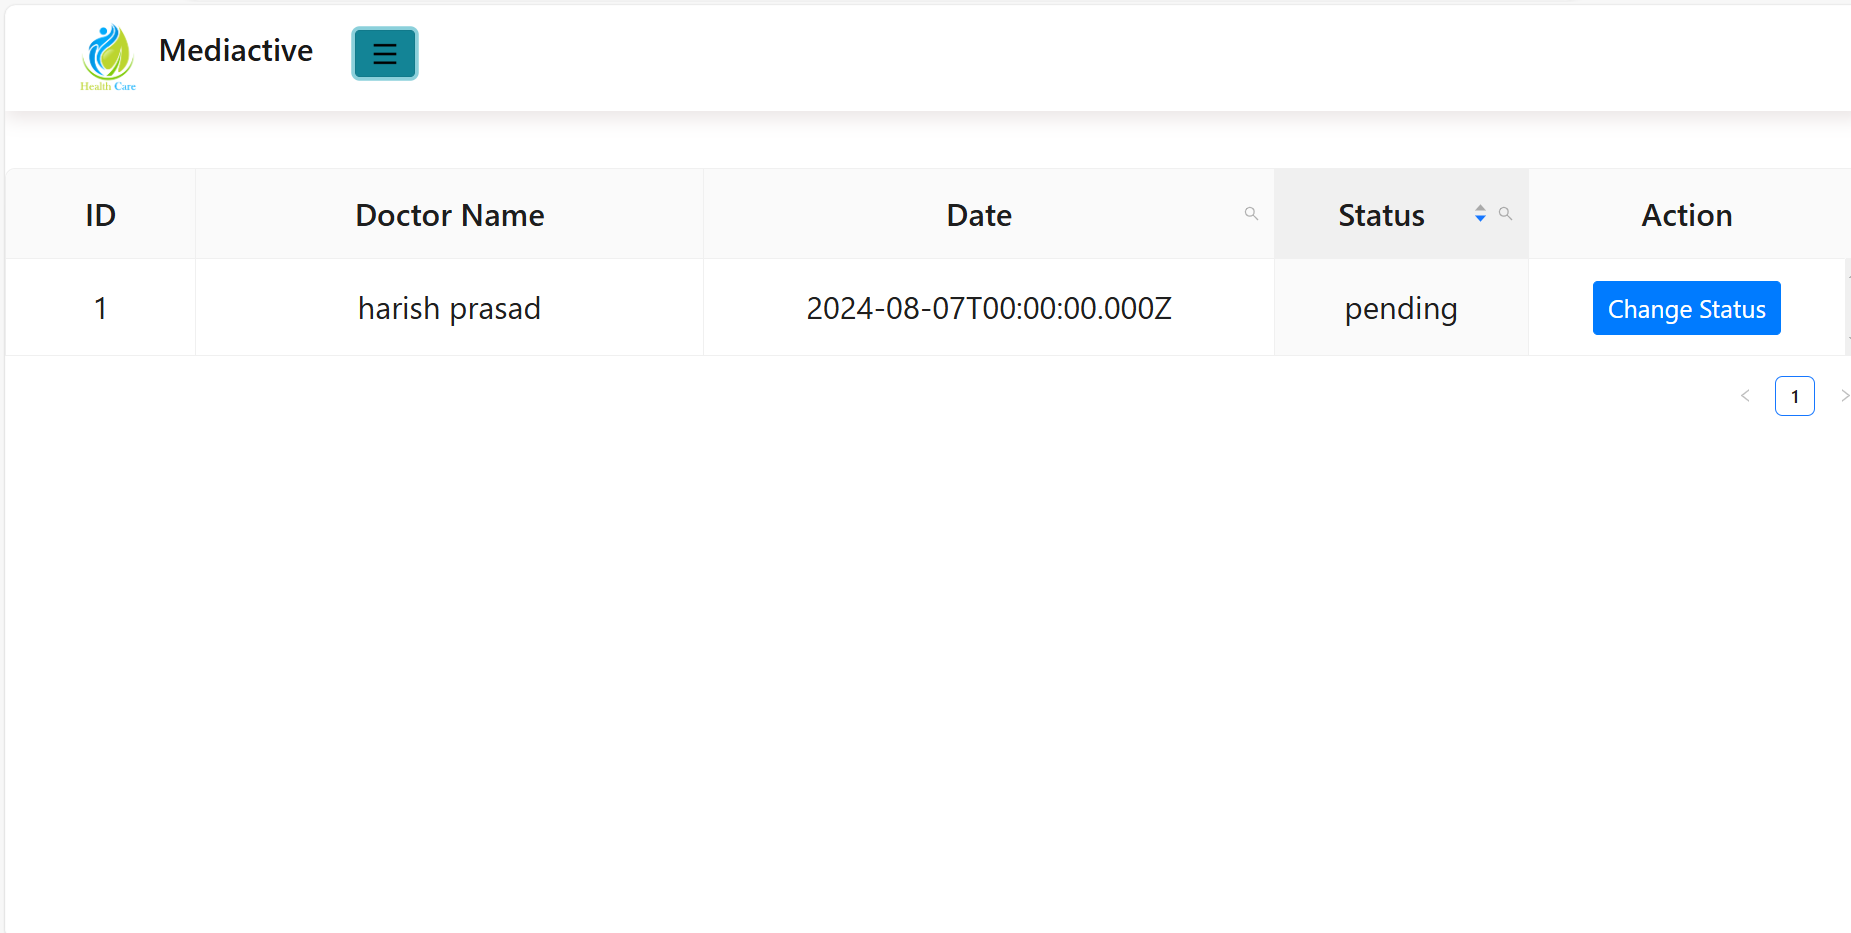 Mediactive
Health Care
ID Doctor Name Date Status Action
1 harish prasad 2024-08-07T00:00:00.000Z pending Change Status
1